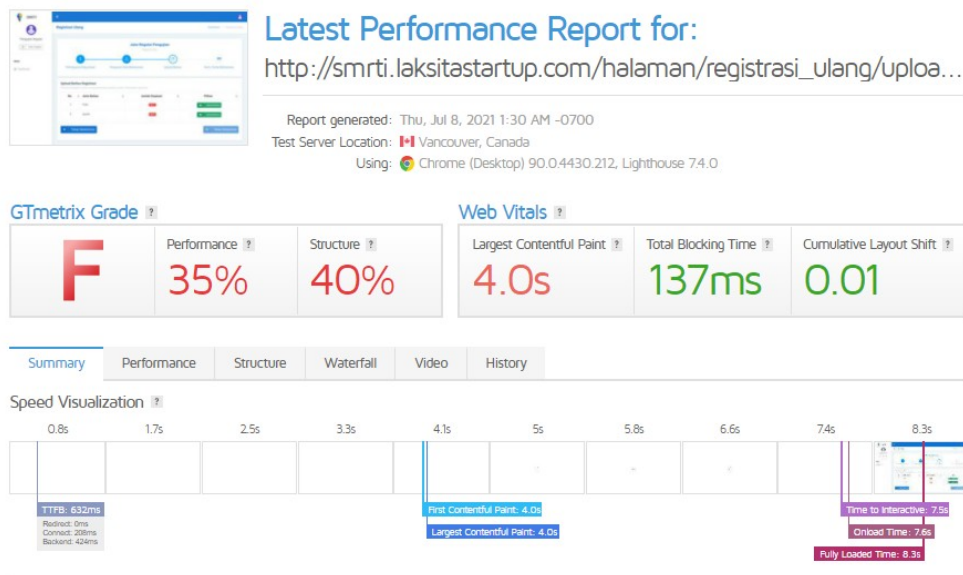 Latest Performance Report for:
http://smrti.laksitastartup.com/halaman/registrasi_ulang/uploa...
Report generated: Thu, Jul 8, 2021 1:30 AM -0700
Test Server Location: Vancouver, Canada
Using: Chrome (Desktop) 90.0.4430.212, Lighthouse 7.4.0
GTmetrix Grade ?
Web Vitals ?
F
Performance ?
35%
Structure ?
40%
Largest Contentful Paint ?
4.0s
Total Blocking Time ?
137ms
Cumulative Layout Shift ?
0.01
Summary Performance Structure Waterfall Video History
Speed Visualization ?
0.8s 1.7s 2.5s 3.3s 4.1s 5s 5.8s 6.6s 7.4s 8.3s
TTFB: 632ms
Redirect: 0ms
Connect: 208ms
Backend: 424ms
First Contentful Paint: 4.0s
Largest Contentful Paint: 4.0s
Time to Interactive: 7.5s
Onload Time: 7.6s
Fully Loaded Time: 8.3s